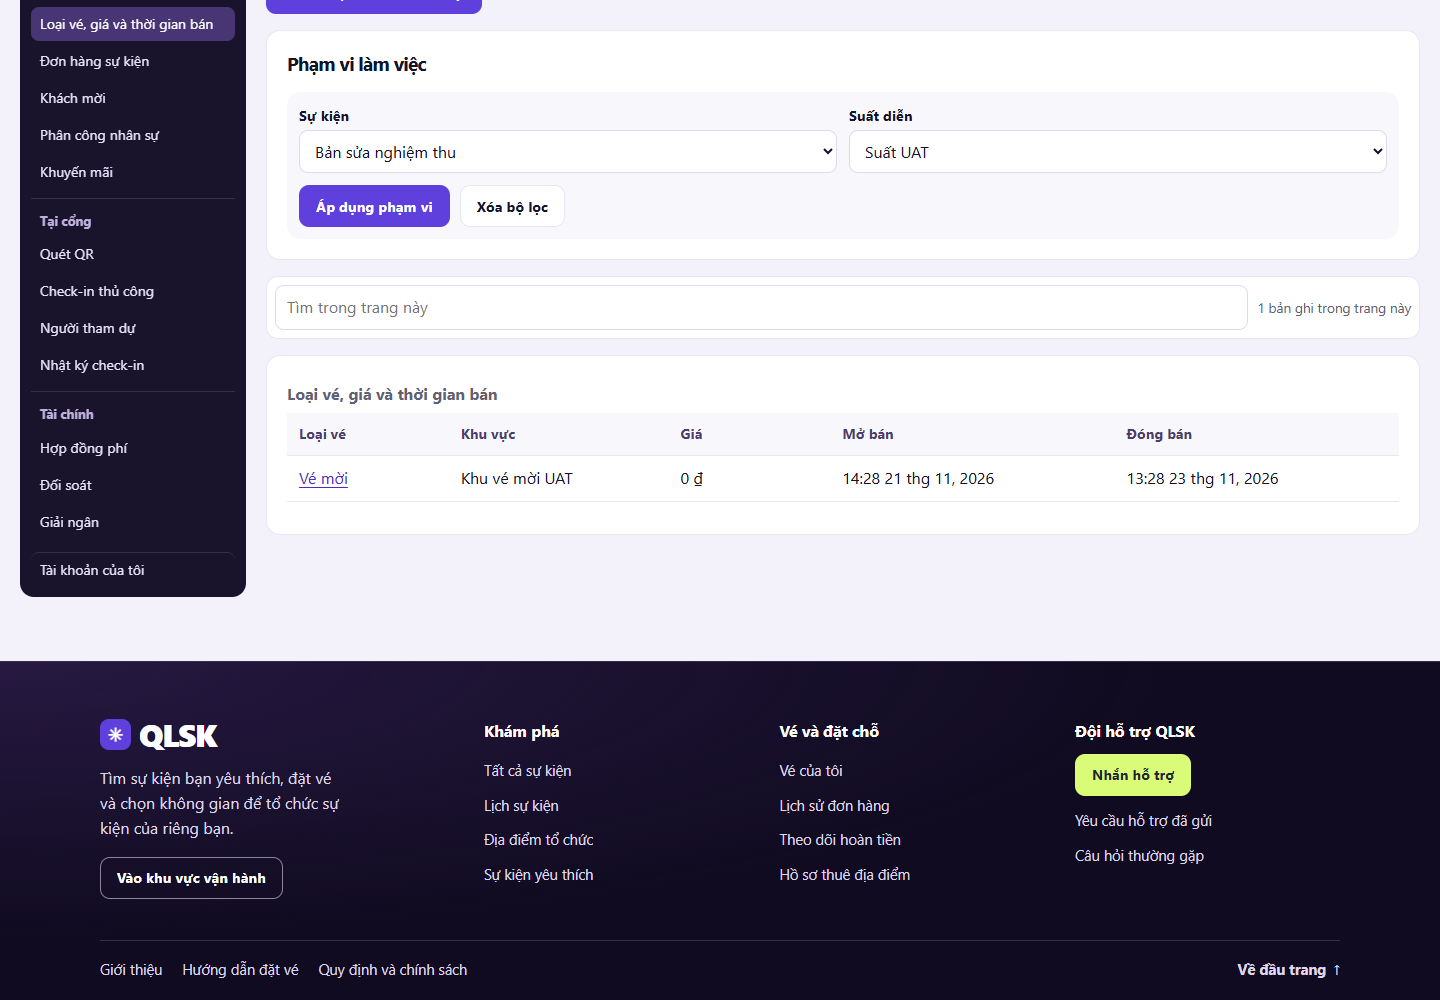 Loại vé, giá và thời gian bán
Đơn hàng sự kiện
Khách mời
Phân công nhân sự
Khuyến mãi
Tại cổng
Quét QR
Check-in thủ công
Người tham dự
Nhật ký check-in
Tài chính
Hợp đồng phí
Đối soát
Giải ngân
Tài khoản của tôi
Phạm vi làm việc
Sự kiện
Suất diễn
Bản sửa nghiệm thu
Suất UAT
Áp dụng phạm vi
Xóa bộ lọc
Tìm trong trang này
1 bản ghi trong trang này
Loại vé, giá và thời gian bán
Loại vé Khu vực Giá Mở bán Đóng bán
Vé mời Khu vé mời UAT 0 ₫ 14:28 21 thg 11, 2026 13:28 23 thg 11, 2026
QLSK
Tìm sự kiện bạn yêu thích, đặt vé
và chọn không gian để tổ chức sự
kiện của riêng bạn.
Vào khu vực vận hành
Khám phá
Tất cả sự kiện
Lịch sự kiện
Địa điểm tổ chức
Sự kiện yêu thích
Vé và đặt chỗ
Vé của tôi
Lịch sử đơn hàng
Theo dõi hoàn tiền
Hồ sơ thuê địa điểm
Đội hỗ trợ QLSK
Nhắn hỗ trợ
Yêu cầu hỗ trợ đã gửi
Câu hỏi thường gặp
Giới thiệu Hướng dẫn đặt vé Quy định và chính sách
Về đầu trang ↑